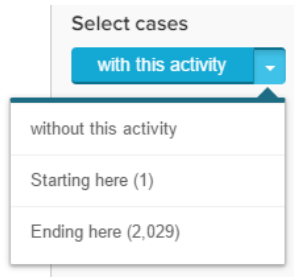 Select cases
with this activity
without this activity
Starting here (1)
Ending here (2,029)